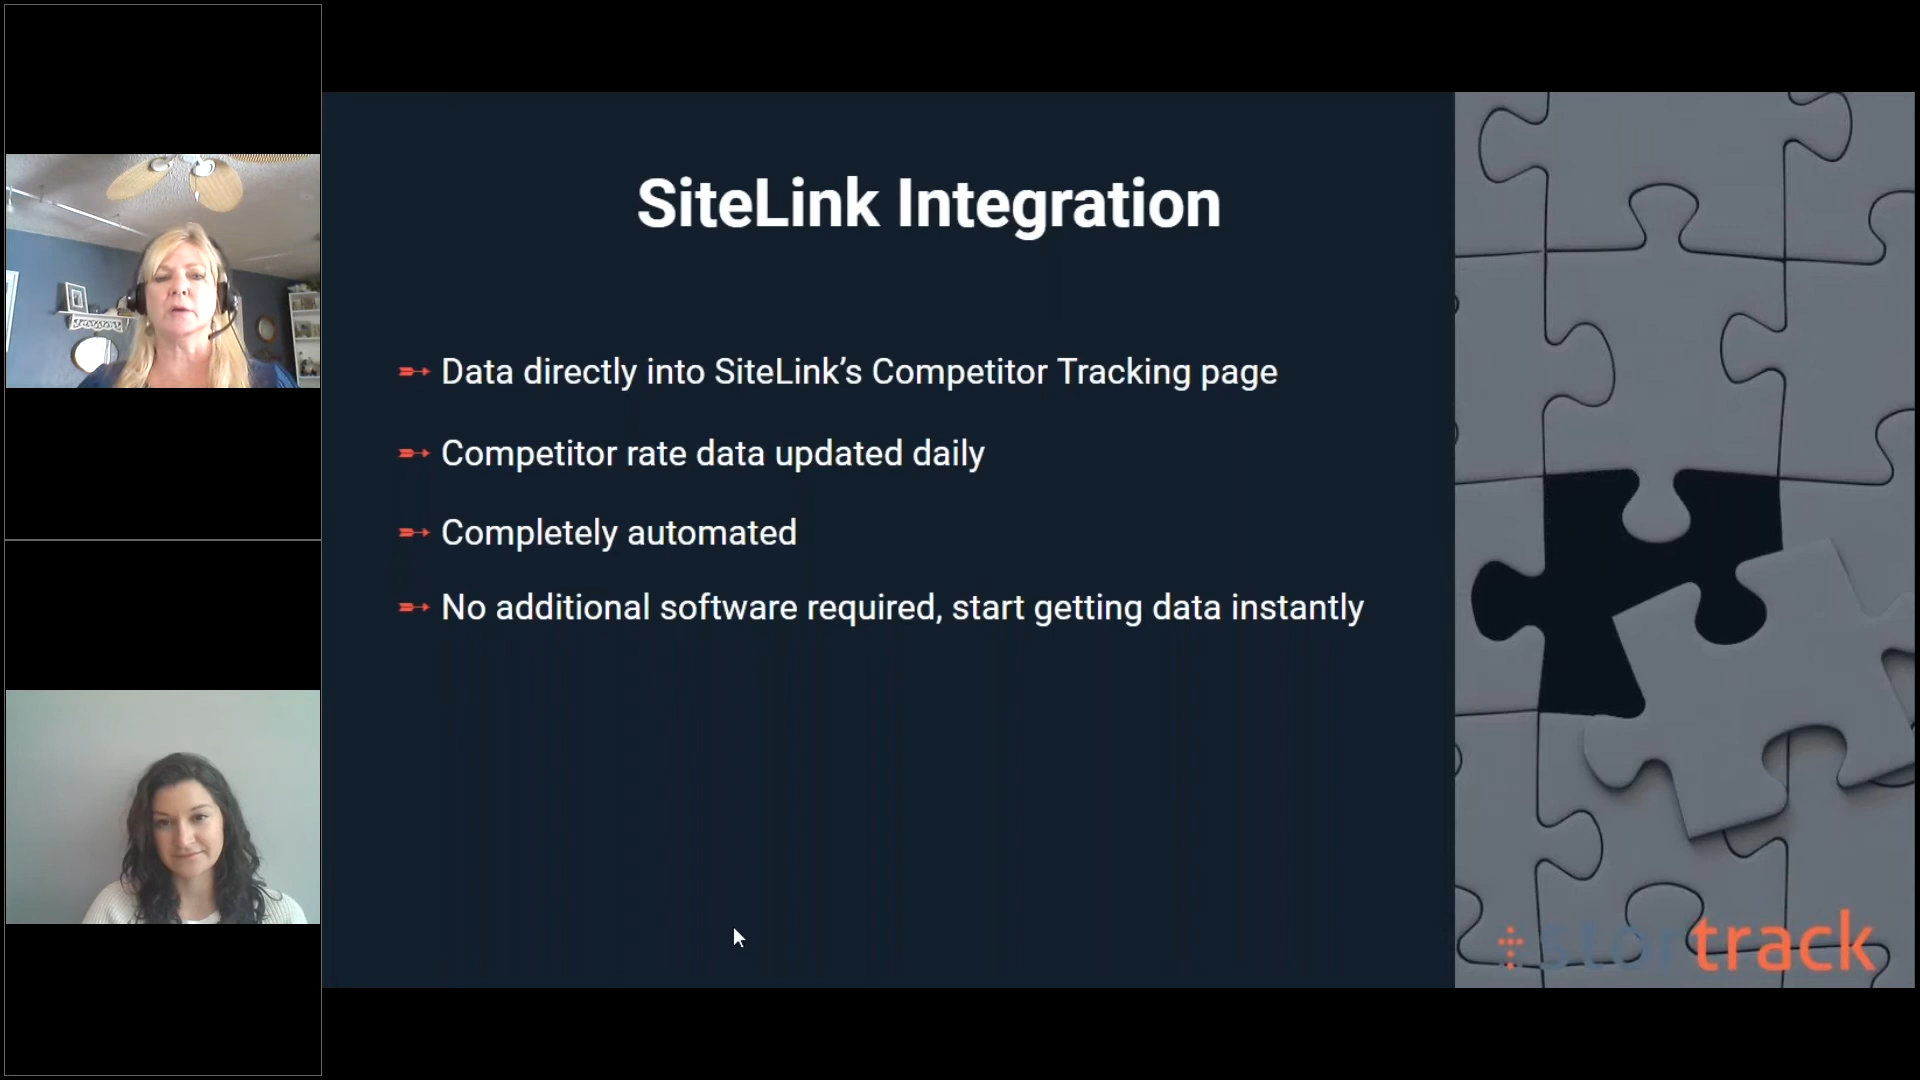 SiteLink Integration
Data directly into SiteLink’s Competitor Tracking page
Competitor rate data updated daily
Completely automated
No additional software required, start getting data instantly
stortrack